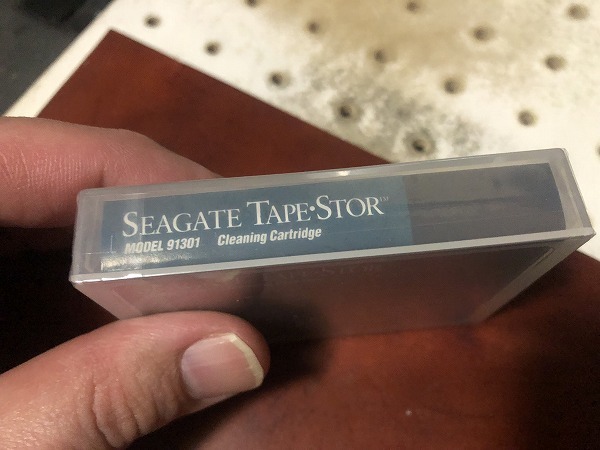 SEAGATE TAPE•STOR™
MODEL 91301 Cleaning Cartridge